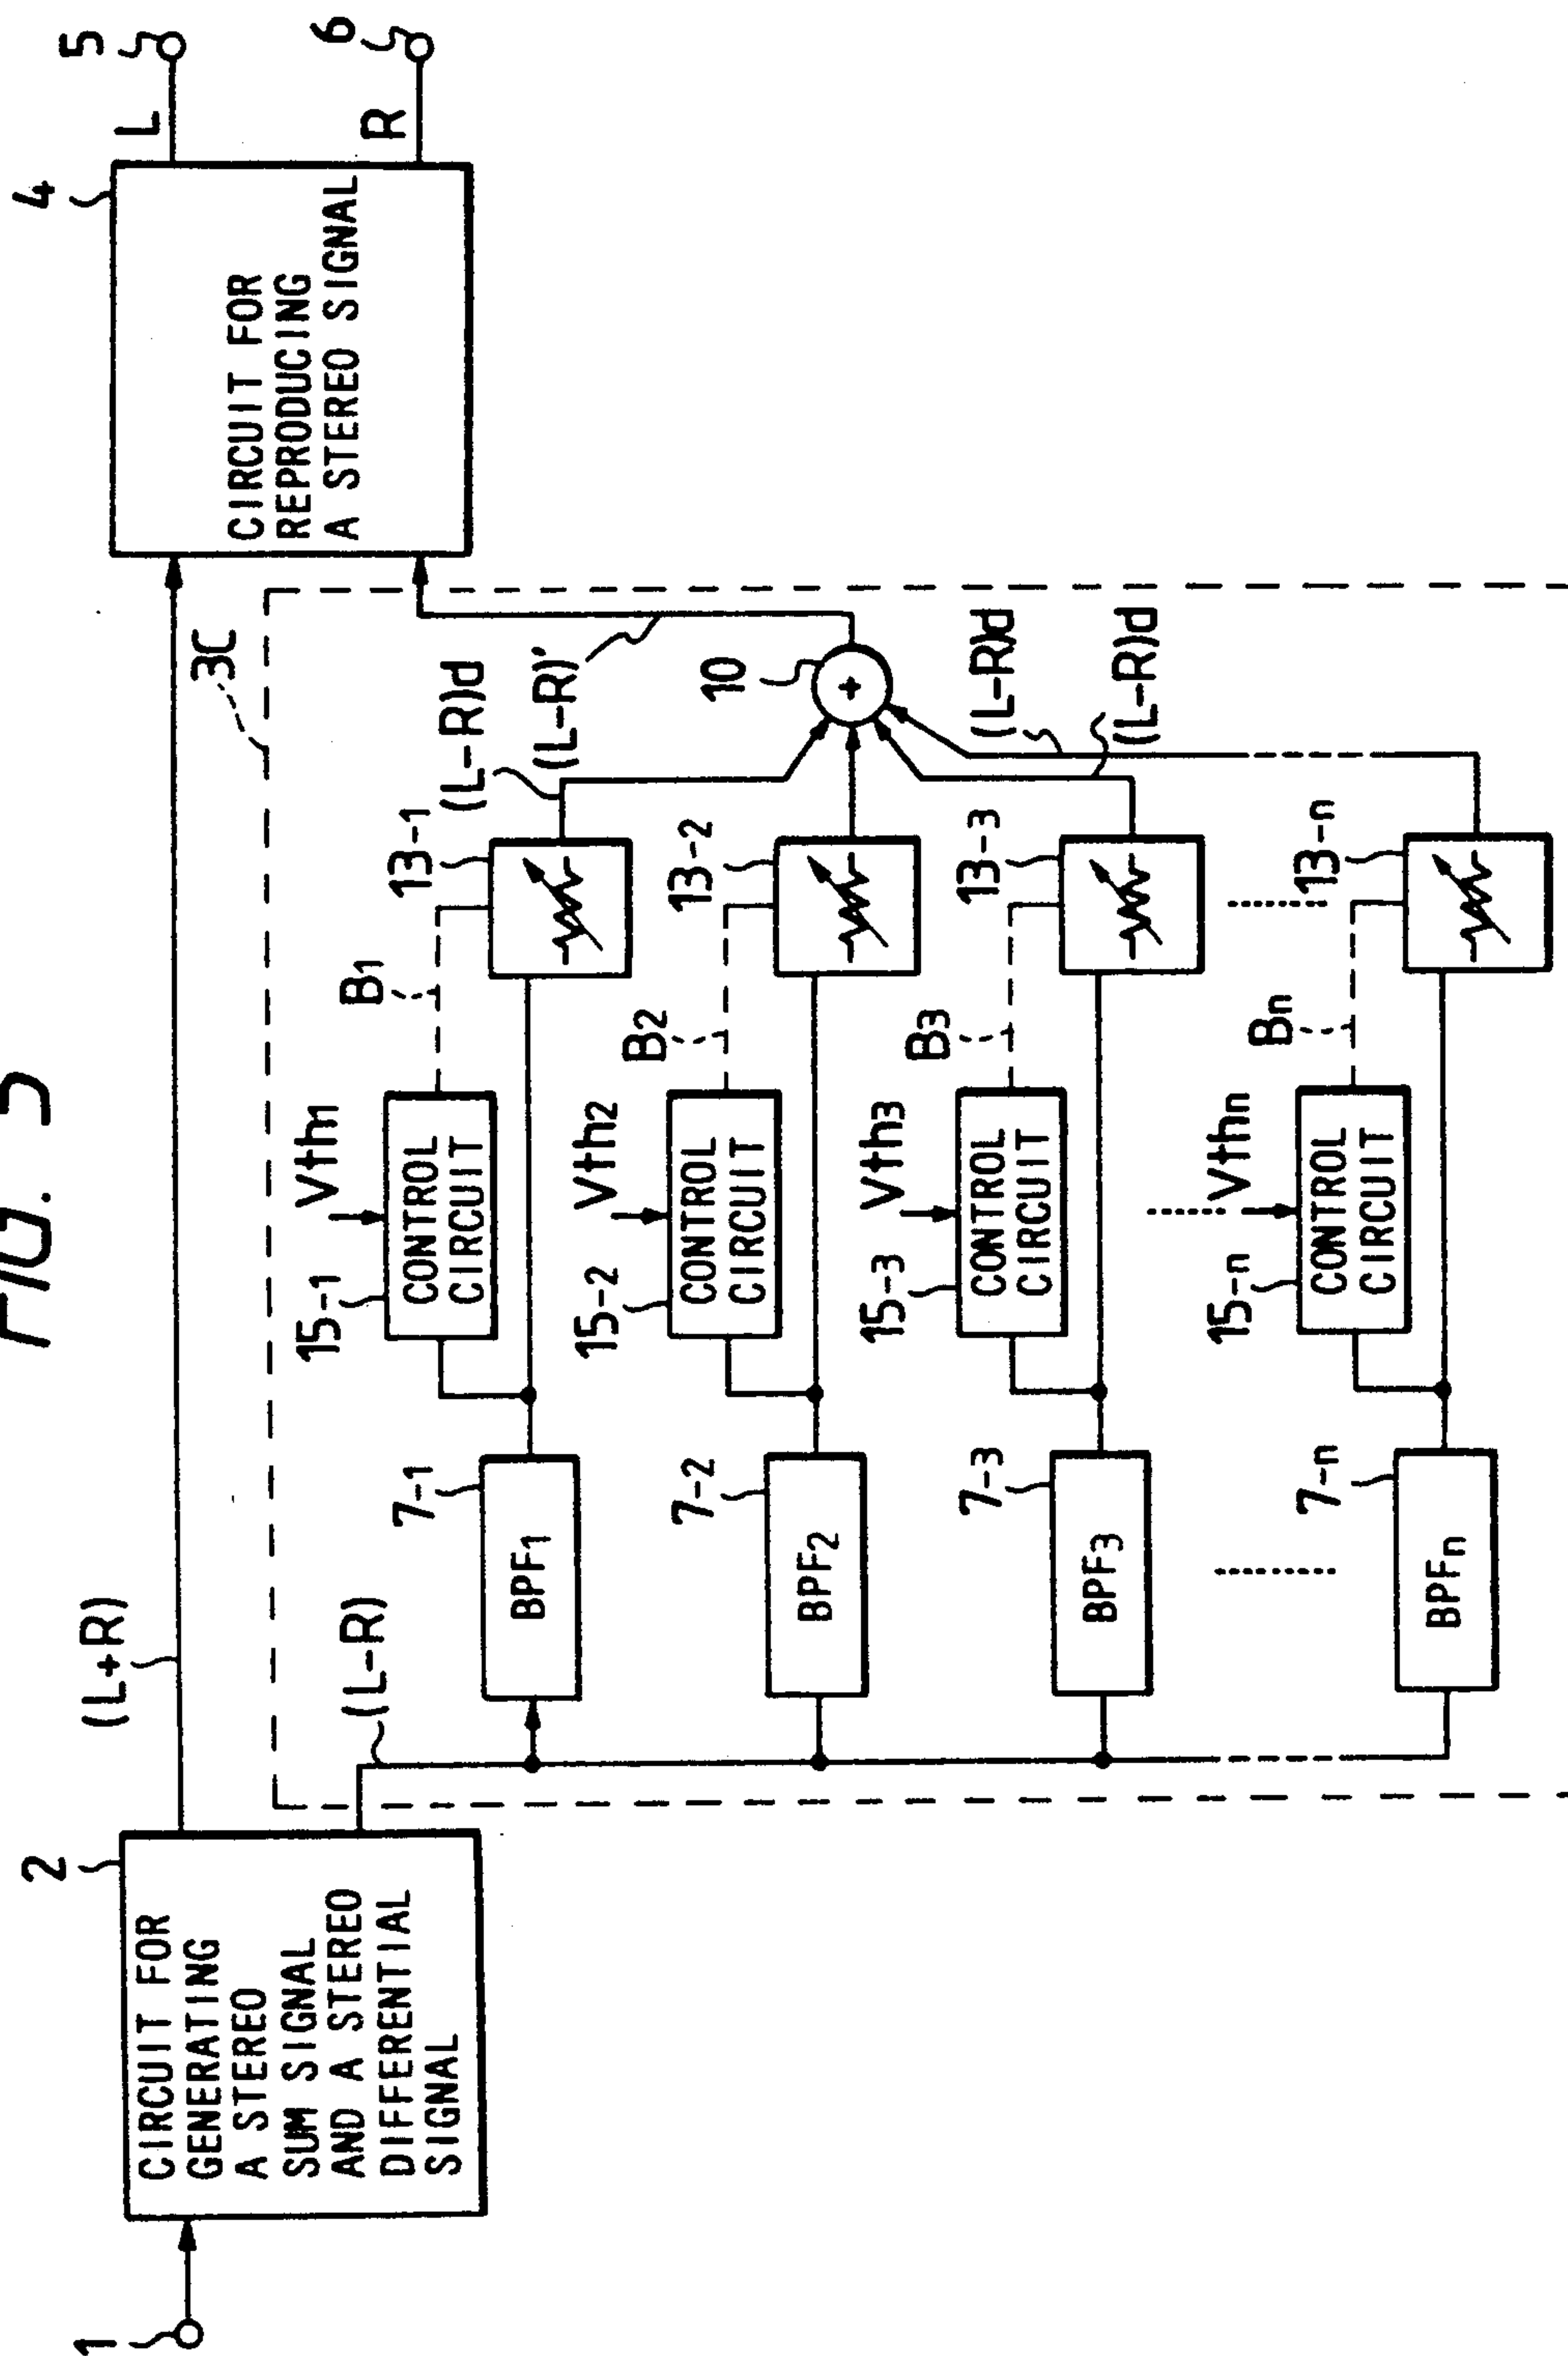 FIG. 5
1
2
CIRCUIT FOR
GENERATING
A STEREO
SUM SIGNAL
AND A STEREO
DIFFERENTIAL
SIGNAL
(L+R)
(L-R)
3C
4
CIRCUIT FOR
REPRODUCING
A STEREO SIGNAL
L
5
R
6
7-1
BPF1
15-1
Vth1
CONTROL
CIRCUIT
B1
13-1
(L-R)d
(L-R)'
10
+
7-2
BPF2
15-2
Vth2
CONTROL
CIRCUIT
B2
13-2
(L-R)d
7-3
BPF3
15-3
Vth3
CONTROL
CIRCUIT
B3
13-3
(L-R)d
7-n
BPFn
15-n
Vthn
CONTROL
CIRCUIT
Bn
13-n